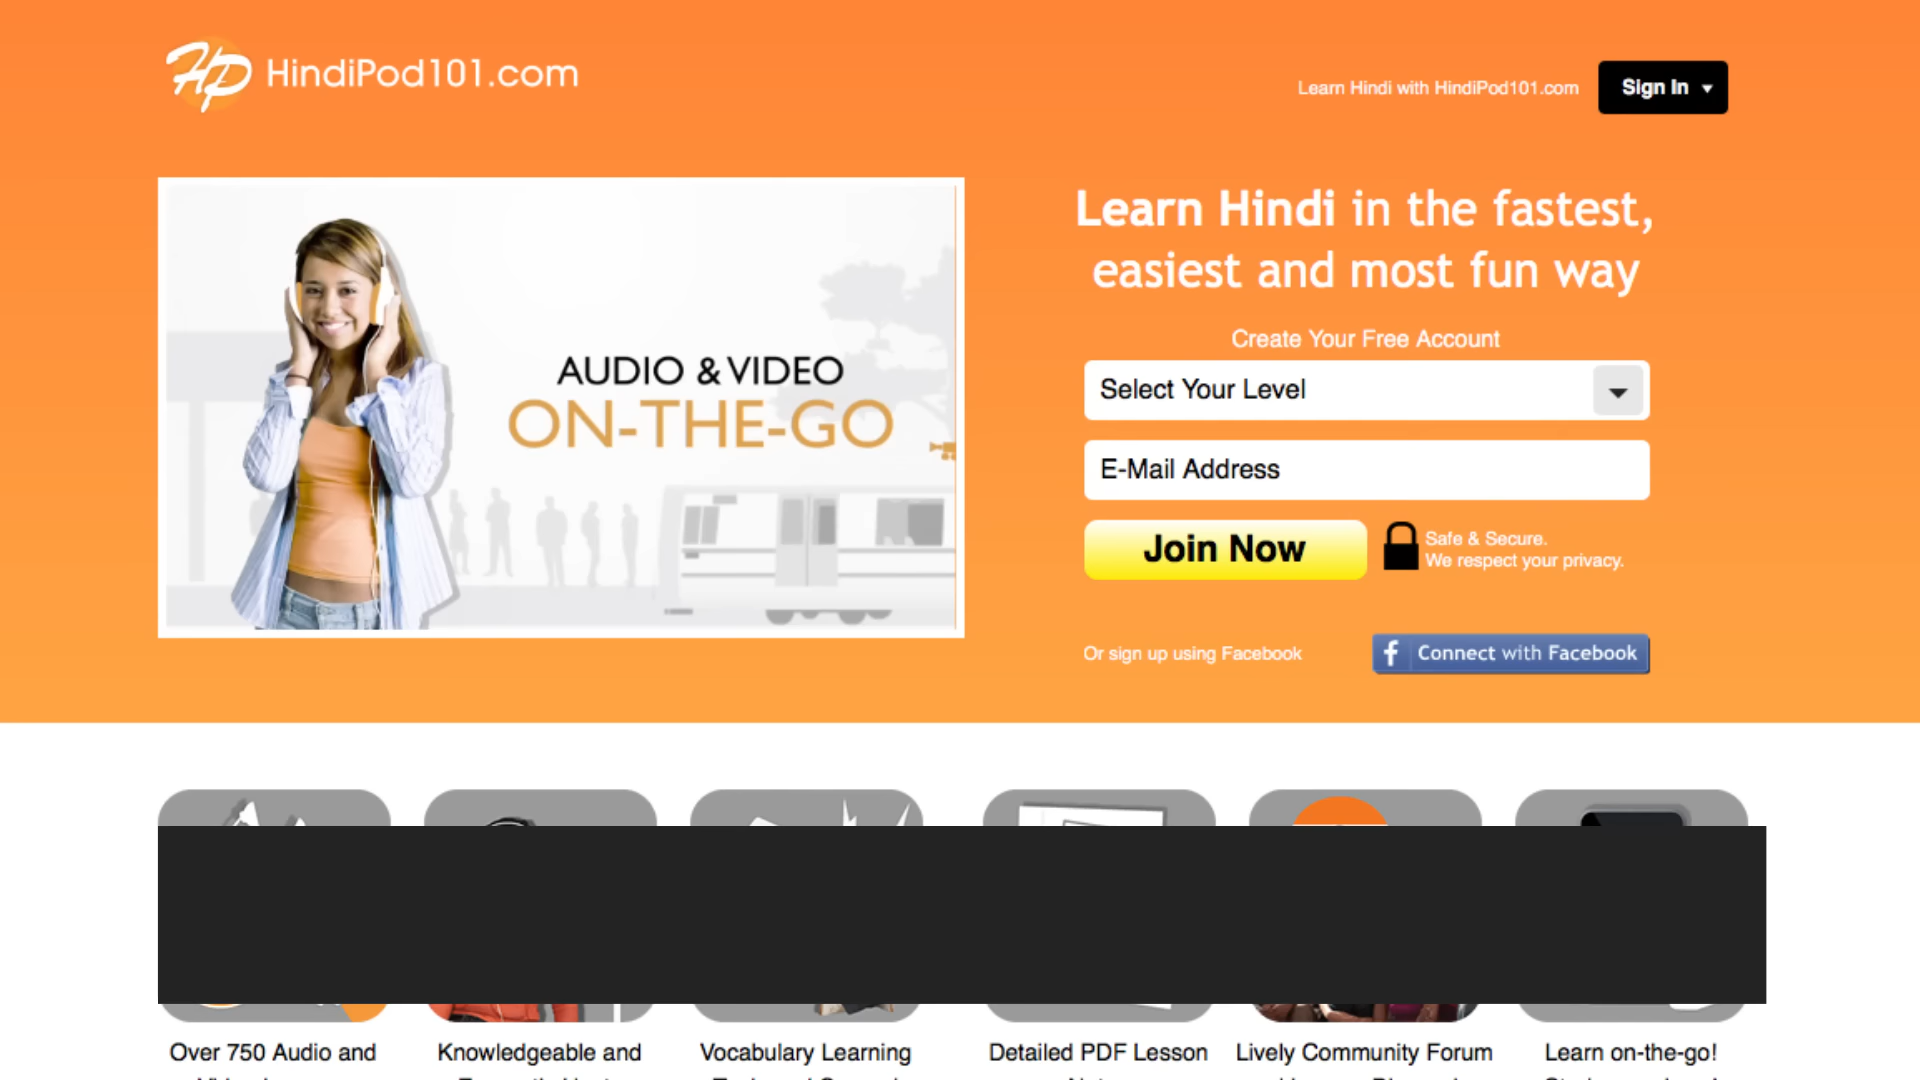 HP HindiPod101.com
Learn Hindi with HindiPod101.com
Sign In
AUDIO & VIDEO
ON-THE-GO
Learn Hindi in the fastest,
easiest and most fun way
Create Your Free Account
Select Your Level
E-Mail Address
Join Now
Safe & Secure.
We respect your privacy.
Or sign up using Facebook
f Connect with Facebook
Over 750 Audio and
Knowledgeable and
Vocabulary Learning
Detailed PDF Lesson
Lively Community Forum
Learn on-the-go!